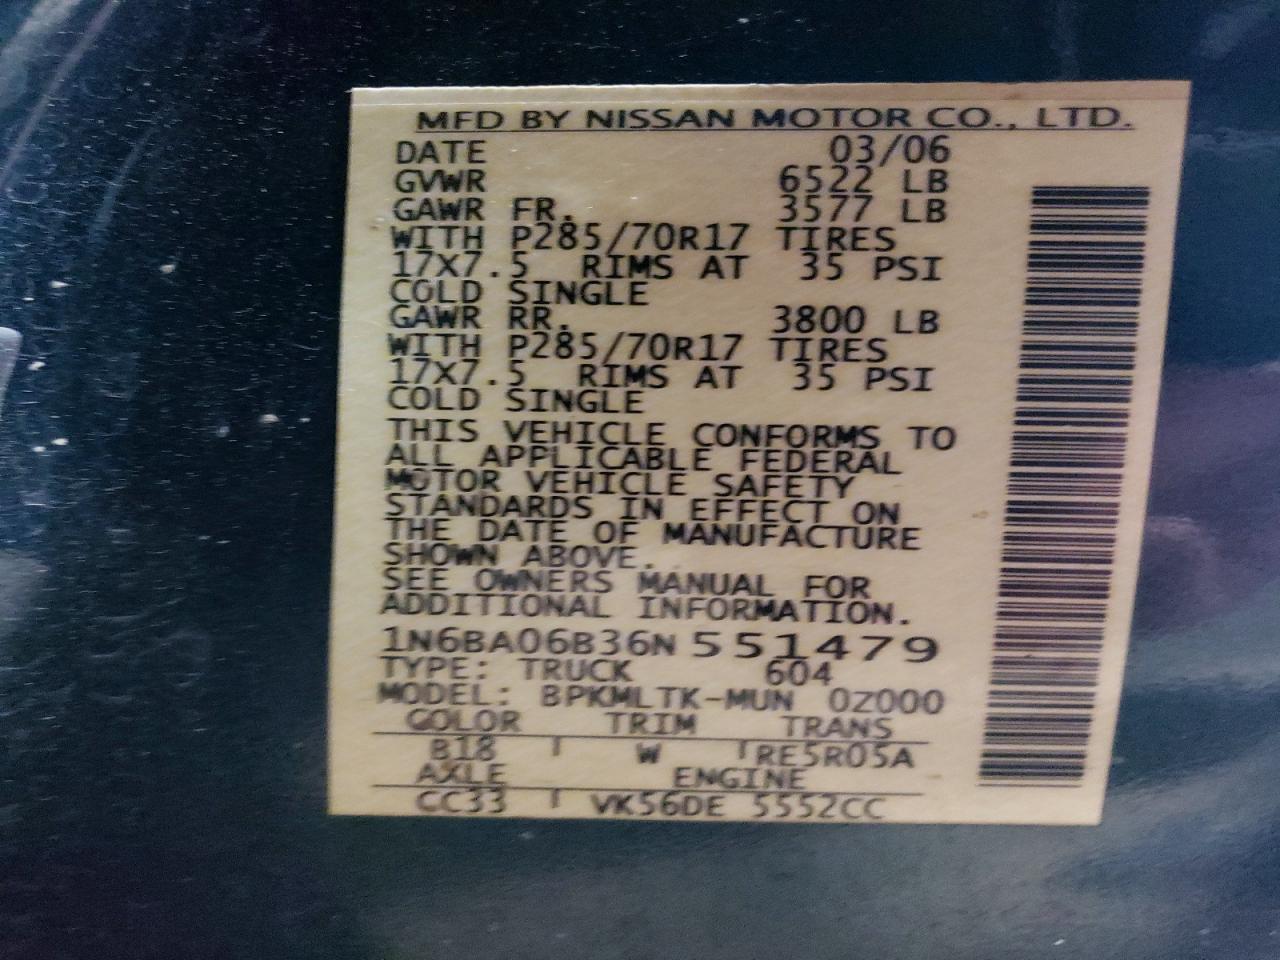 MFD BY NISSAN MOTOR CO., LTD.
DATE 03/06
GVWR 6522 LB
GAWR FR. 3577 LB
WITH P285/70R17 TIRES
17X7.5 RIMS AT 35 PSI
COLD SINGLE
GAWR RR. 3800 LB
WITH P285/70R17 TIRES
17X7.5 RIMS AT 35 PSI
COLD SINGLE
THIS VEHICLE CONFORMS TO
ALL APPLICABLE FEDERAL
MOTOR VEHICLE SAFETY
STANDARDS IN EFFECT ON
THE DATE OF MANUFACTURE
SHOWN ABOVE.
SEE OWNERS MANUAL FOR
ADDITIONAL INFORMATION.
1N6BA06B36N551479
TYPE: TRUCK 604
MODEL: BPKMLTK-MUN 0Z000
COLOR TRIM TRANS
B18 W RE5R05A
AXLE ENGINE
CC33 VK56DE 5552CC